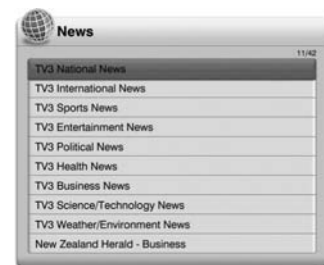 News
11/42
TV3 National News
TV3 International News
TV3 Sports News
TV3 Entertainment News
TV3 Political News
TV3 Health News
TV3 Business News
TV3 Science/Technology News
TV3 Weather/Environment News
New Zealand Herald - Business